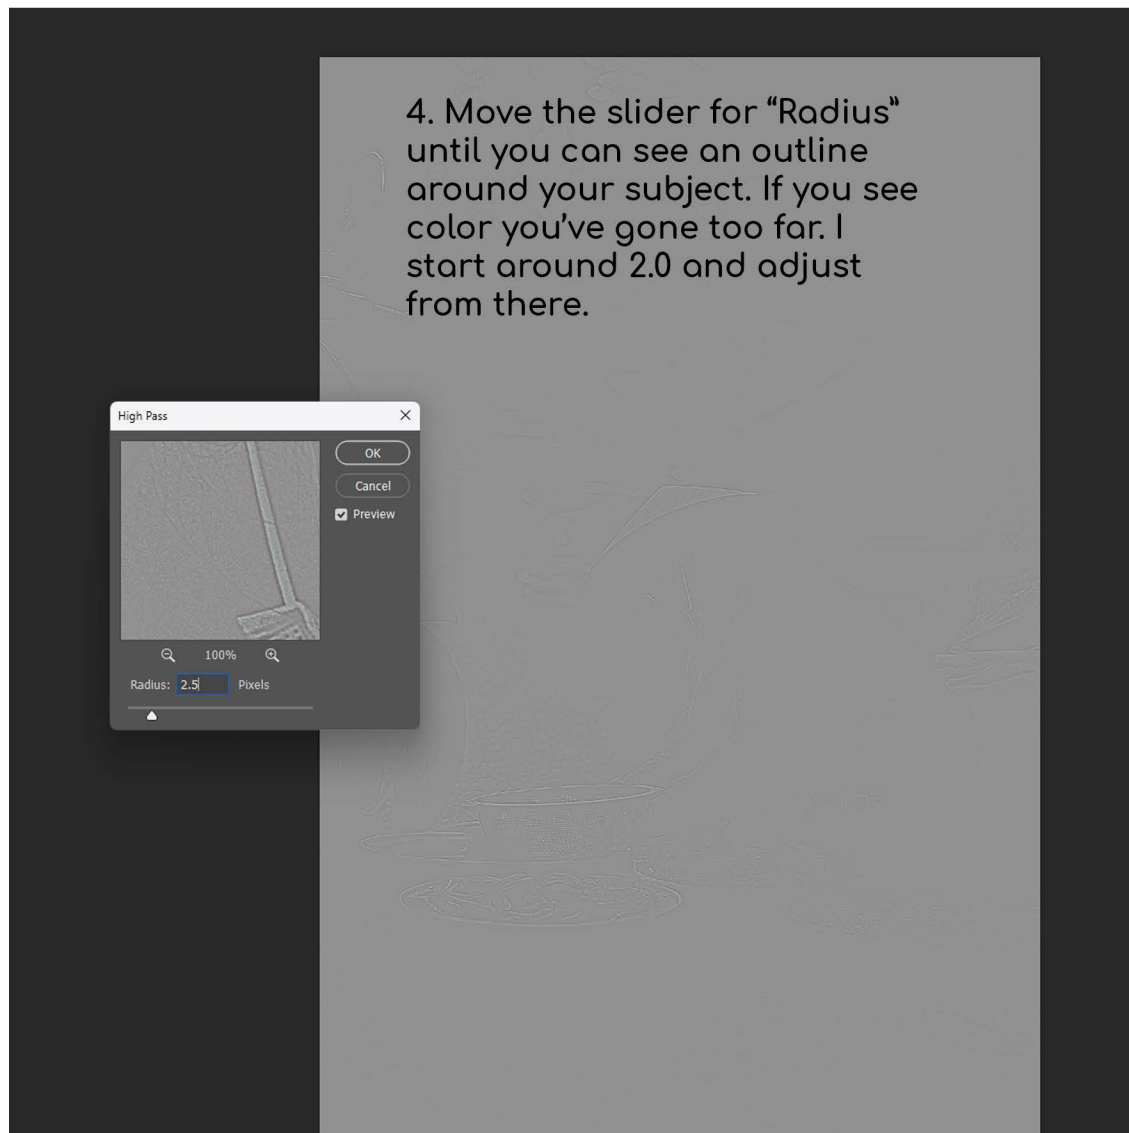 4. Move the slider for “Radius”
until you can see an outline
around your subject. If you see
color you’ve gone too far. I
start around 2.0 and adjust
from there.
High Pass
OK
Cancel
Preview
100%
Radius: 2.5 Pixels